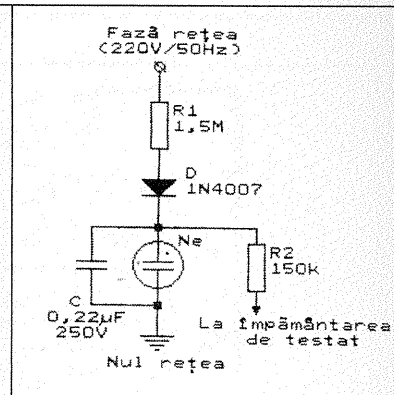 Fază rețea
(220V/50Hz)
R1
1,5M
D
1N4007
Ne
R2
150k
C
0,22µF
250V
La împământarea
de testat
Nul rețea